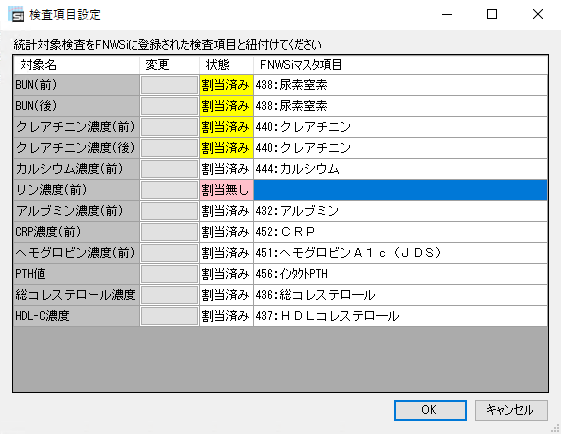 検査項目設定
統計対象検査をFNWSiに登録された検査項目と紐付けてください
対象名 変更 状態 FNWSiマスタ項目
BUN(前) 割当済み 438:尿素窒素
BUN(後) 割当済み 438:尿素窒素
クレアチニン濃度(前) 割当済み 440:クレアチニン
クレアチニン濃度(後) 割当済み 440:クレアチニン
カルシウム濃度(前) 割当済み 444:カルシウム
リン濃度(前) 割当無し
アルブミン濃度(前) 割当済み 432:アルブミン
CRP濃度(前) 割当済み 452:CRP
ヘモグロビン濃度(前) 割当済み 451:ヘモグロビンA1c(JDS)
PTH値 割当済み 456:インタクトPTH
総コレステロール濃度 割当済み 436:総コレステロール
HDL-C濃度 割当済み 437:HDLコレステロール
OK キャンセル